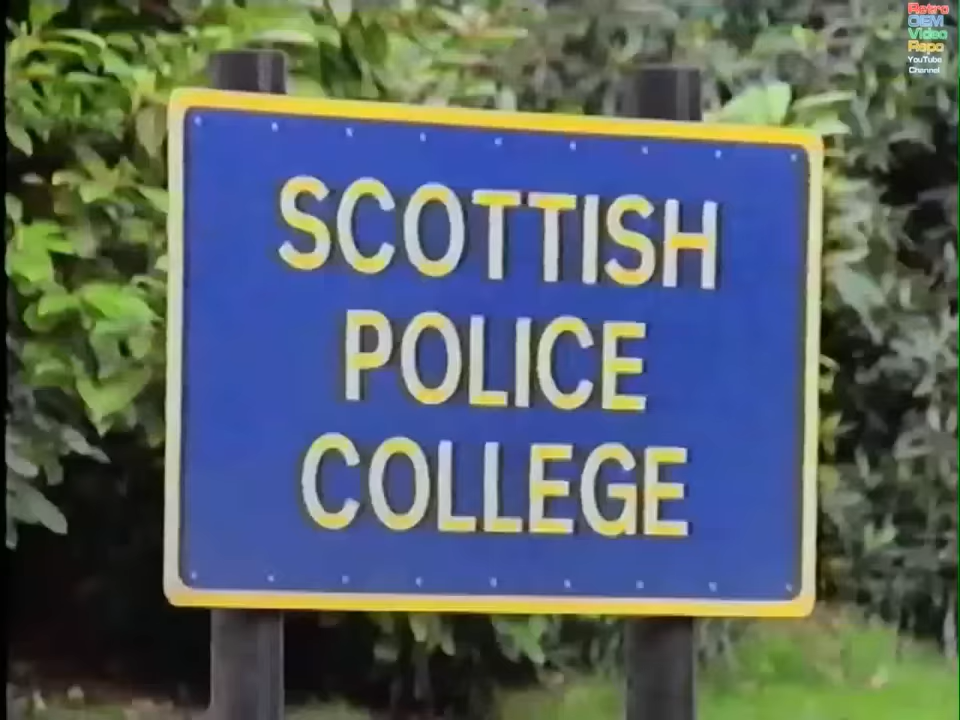 SCOTTISH
POLICE
COLLEGE
Retro
OEM
Video
Repo
YouTube
Channel